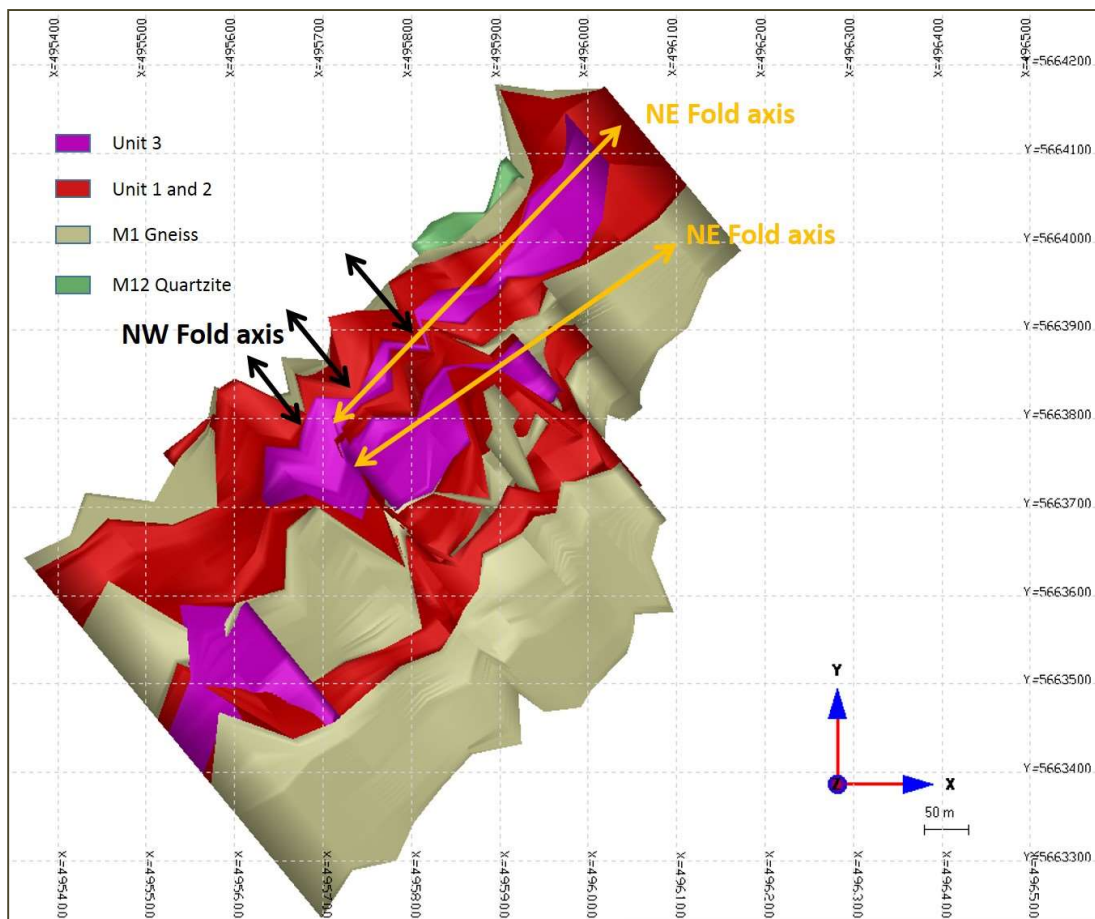 X=495400 X=495500 X=495600 X=495700 X=495800 X=495900 X=496000 X=496100 X=496200 X=496300 X=496400 X=496500
Y=5664200
NE Fold axis
Unit 3
Y=5664100
Unit 1 and 2
M1 Gneiss
NE Fold axis
Y=5664000
M12 Quartzite
NW Fold axis
Y=5663900
Y=5663800
Y=5663700
Y=5663600
Y=5663500
Y
X
Y=5663400
50 m
Y=5663300
X=495400 X=495500 X=495600 X=495700 X=495800 X=495900 X=496000 X=496100 X=496200 X=496300 X=496400 X=496500